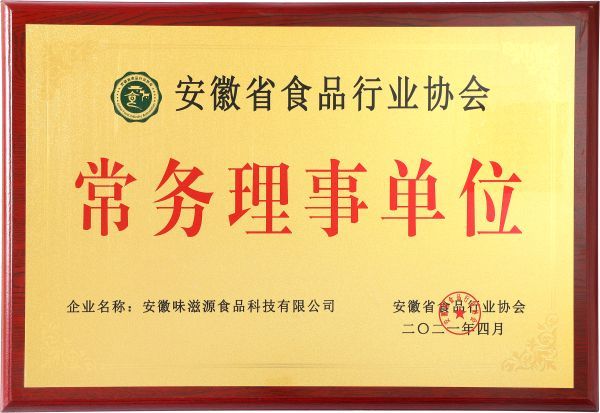 安徽省食品行业协会
常务理事单位
企业名称：安徽味滋源食品科技有限公司
安徽省食品行业协会
二〇二一年四月